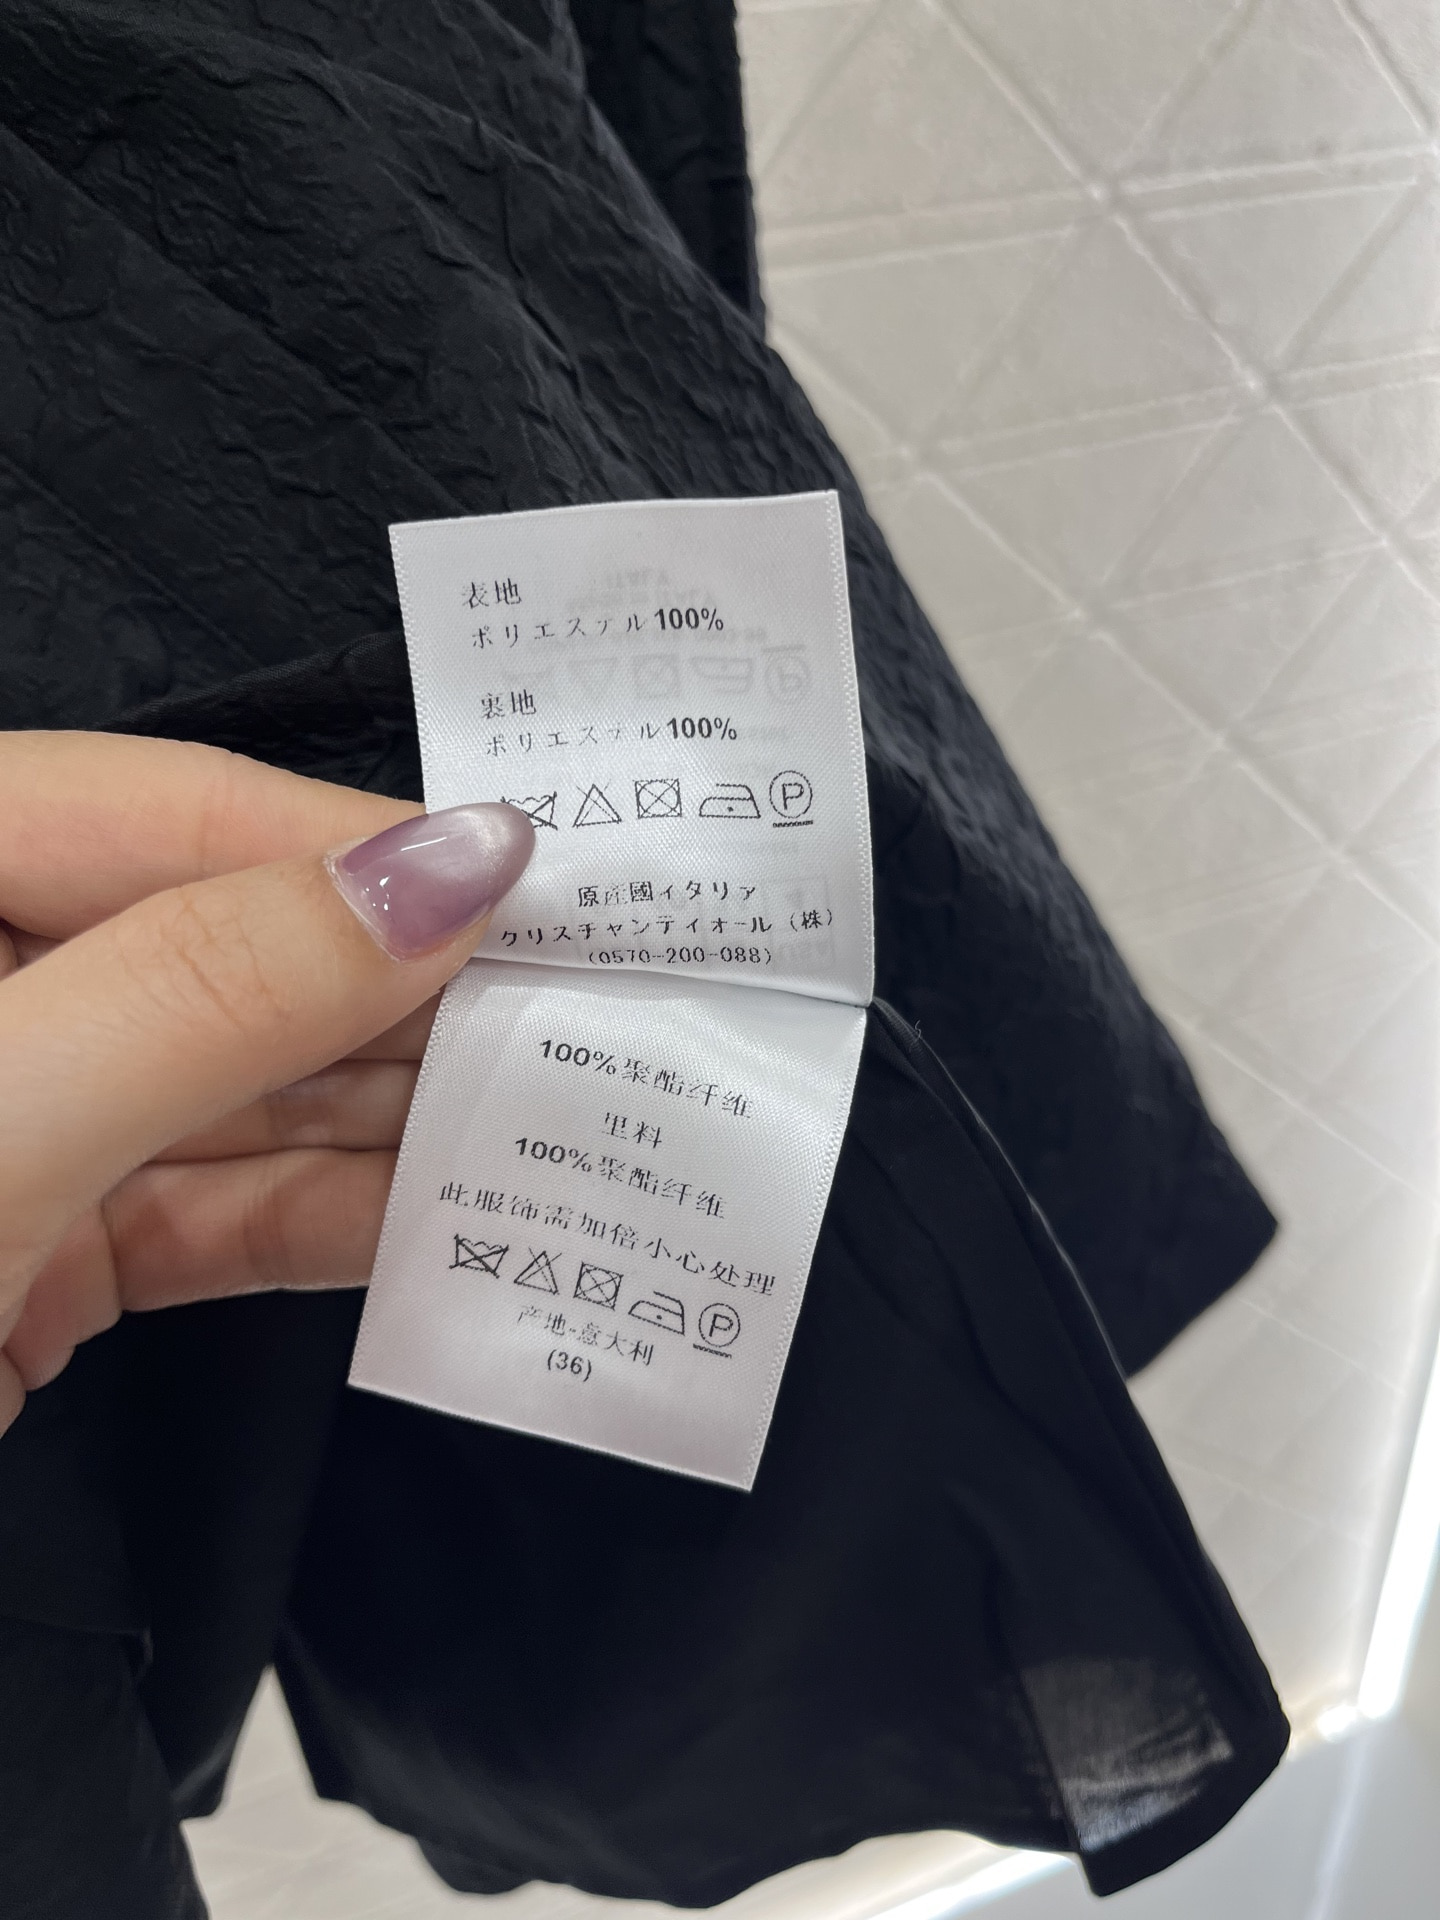 表地
ポリエステル100%
裏地
ポリエステル100%
P
原産國イタリア
クリスチャンディオール（株）
(0570-200-088)
100%聚酯纤维
里料
100%聚酯纤维
此服饰需加倍小心处理
P
产地-意大利
(36)